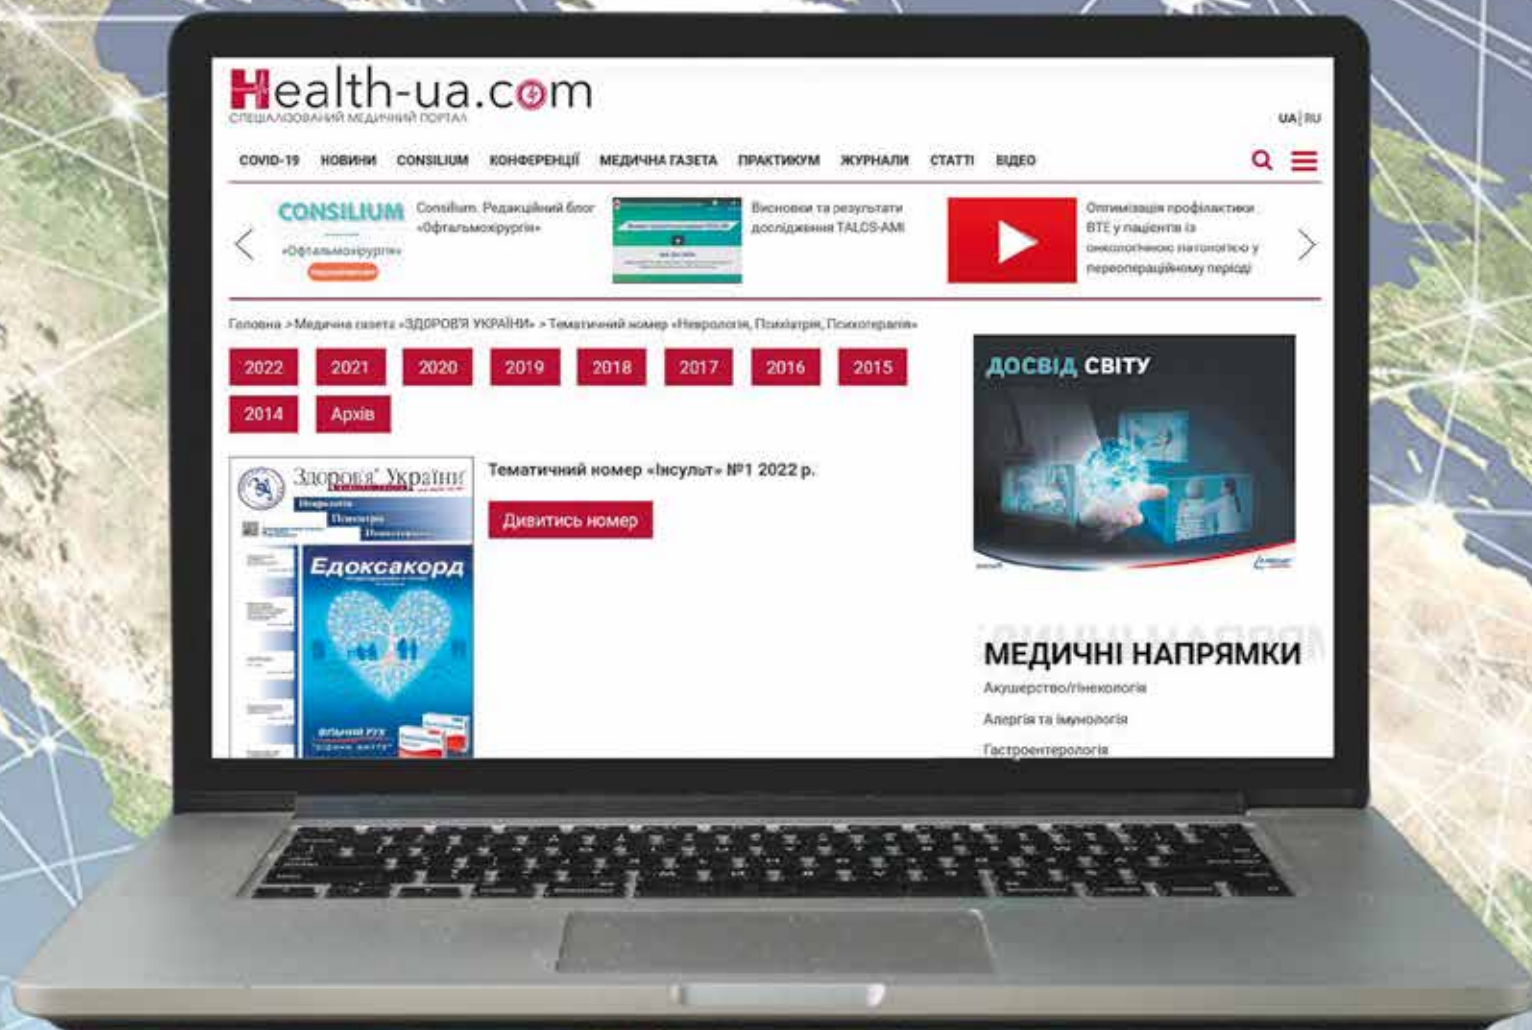 Health-ua.com
СПЕЦІАЛІЗОВАНИЙ МЕДИЧНИЙ ПОРТАЛ
UA|RU
COVID-19 НОВИНИ CONSILIUM КОНФЕРЕНЦІЇ МЕДИЧНА ГАЗЕТА ПРАКТИКУМ ЖУРНАЛИ СТАТТІ ВІДЕО
CONSILIUM
«Офтальмохірургія»
Consilium. Редакційний блог
«Офтальмохірургія»
Висновки та результати
дослідження TALOS-AMI
Оптимізація профілактики
ВТЕ у пацієнтів із
онкологічною патологією у
переопераційному періоді
Головна > Медична газета «ЗДОРОВ'Я УКРАЇНИ» > Тематичний номер «Неврологія, Психіатрія, Психотерапія»
2022 2021 2020 2019 2018 2017 2016 2015
2014 Архів
Здоров'я України
Неврологія
Психіатрія
Психотерапія
Едоксакорд
ВІЛЬНИЙ РУХ
Тематичний номер «Інсульт» №1 2022 р.
Дивитись номер
ДОСВІД СВІТУ
МЕДИЧНІ НАПРЯМКИ
Акушерство/гінекологія
Алергія та імунологія
Гастроентерологія